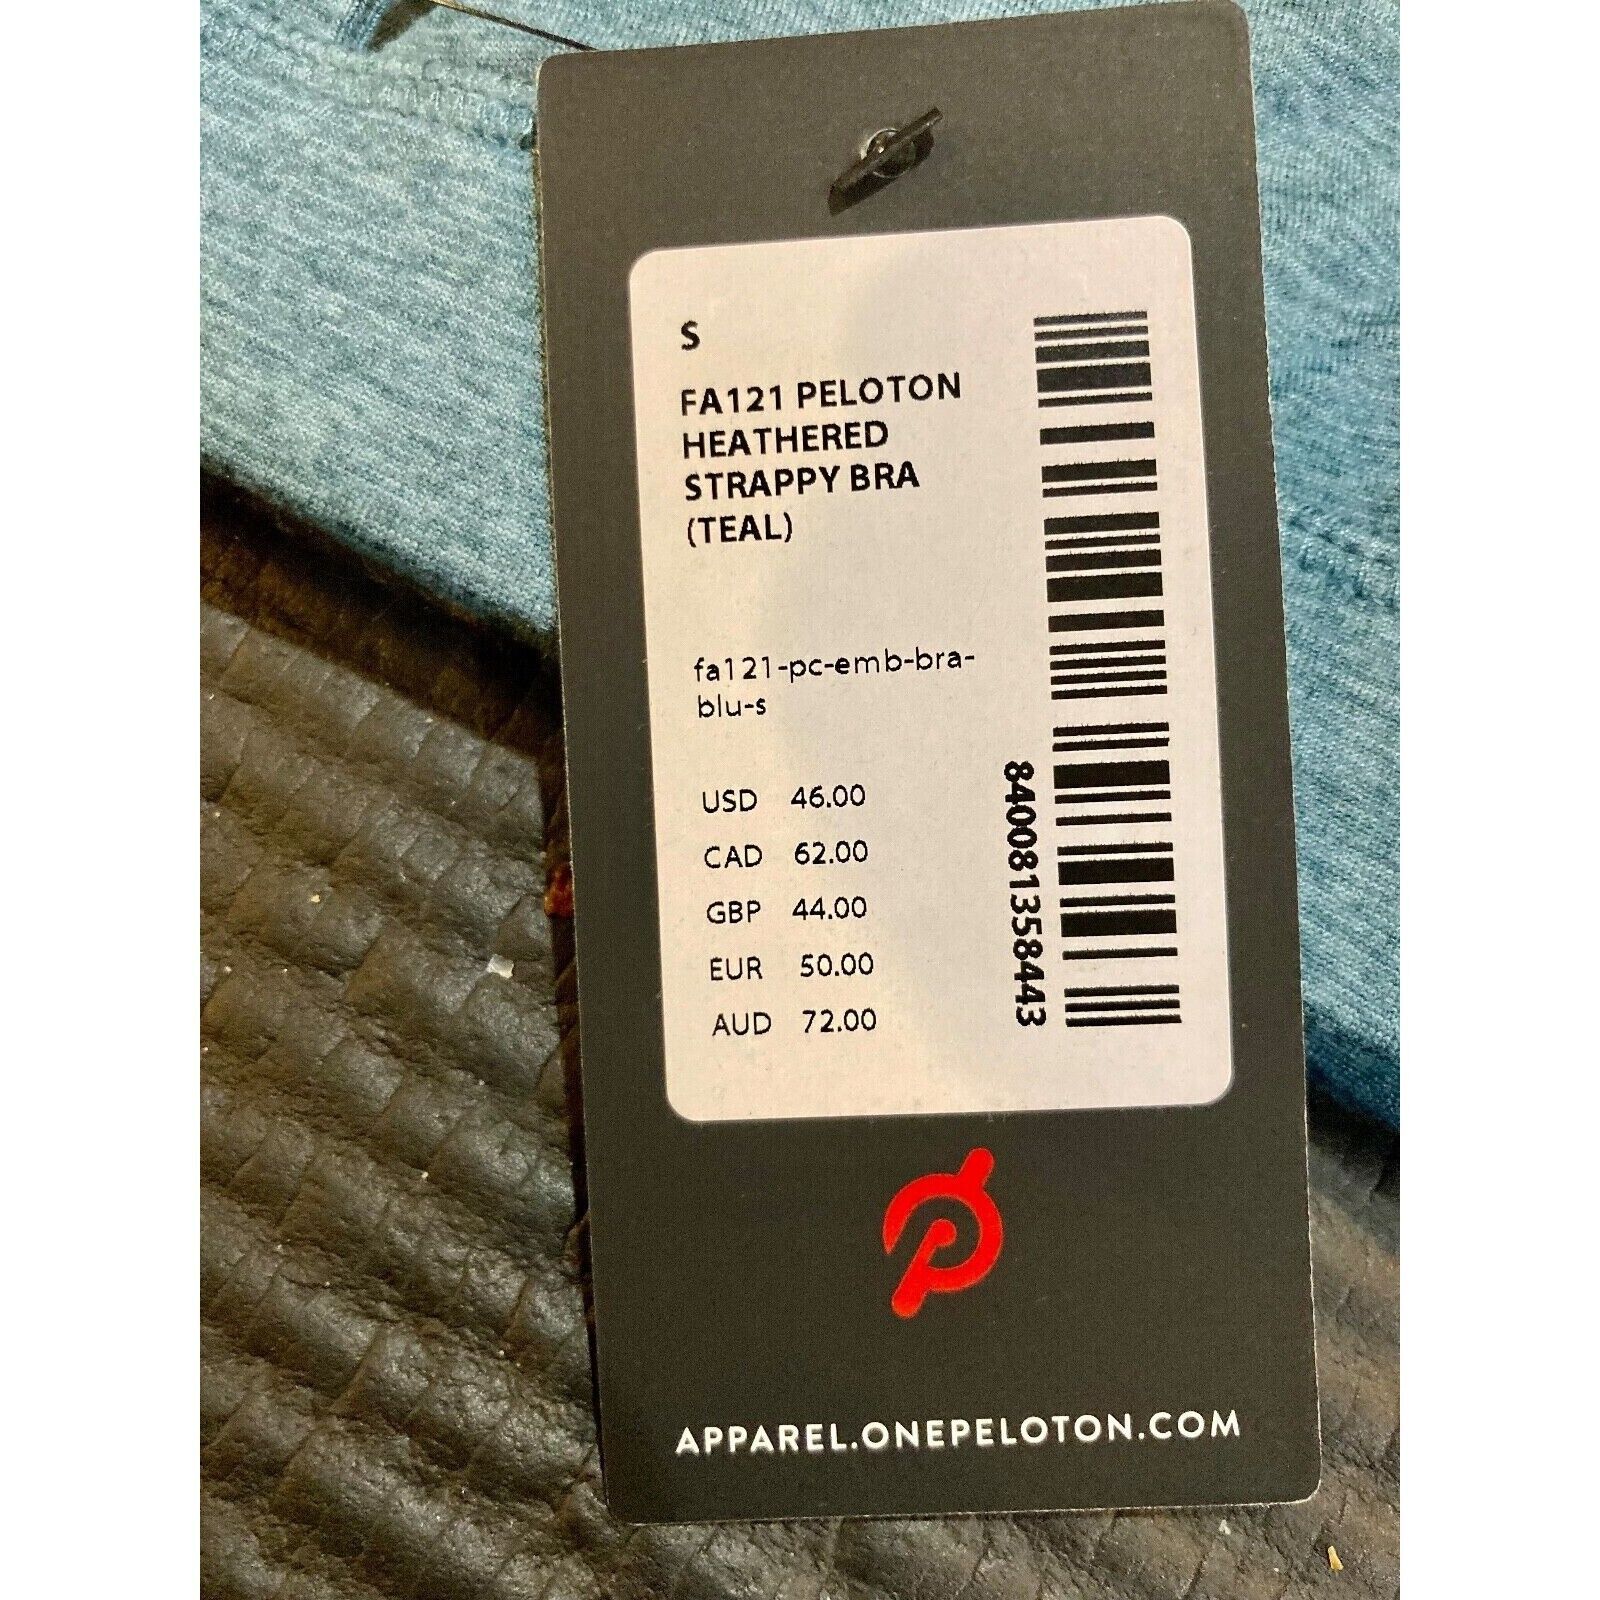 S
FA121 PELOTON
HEATHERED
STRAPPY BRA
(TEAL)
fa121-pc-emb-bra-
blu-s
USD 46.00
CAD 62.00
GBP 44.00
EUR 50.00
AUD 72.00
840081358443
APPAREL.ONEPELOTON.COM